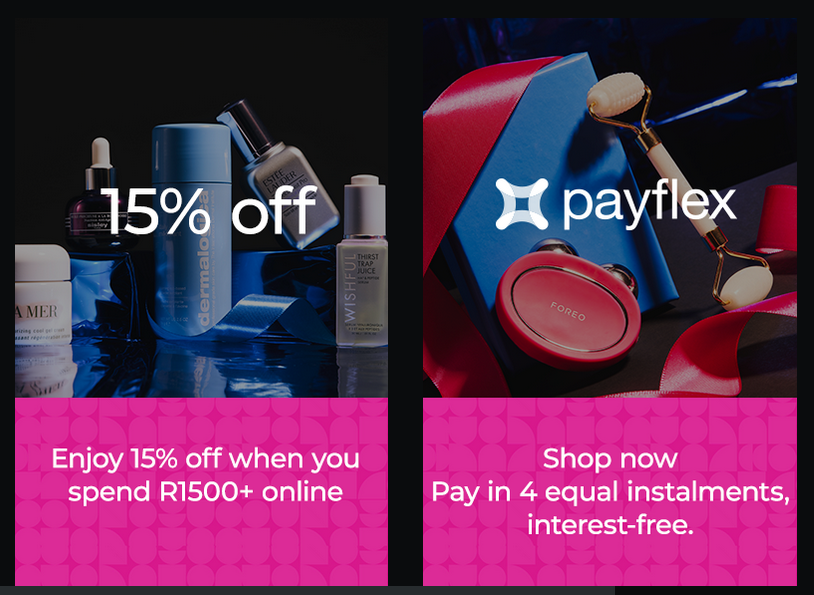 15% off
sisley
ESTĒE
LAUDER
dermalogica
A MER
WISHFUL
THIRST
TRAP
JUICE
Enjoy 15% off when you
spend R1500+ online
payflex
FOREO
Shop now
Pay in 4 equal instalments,
interest-free.